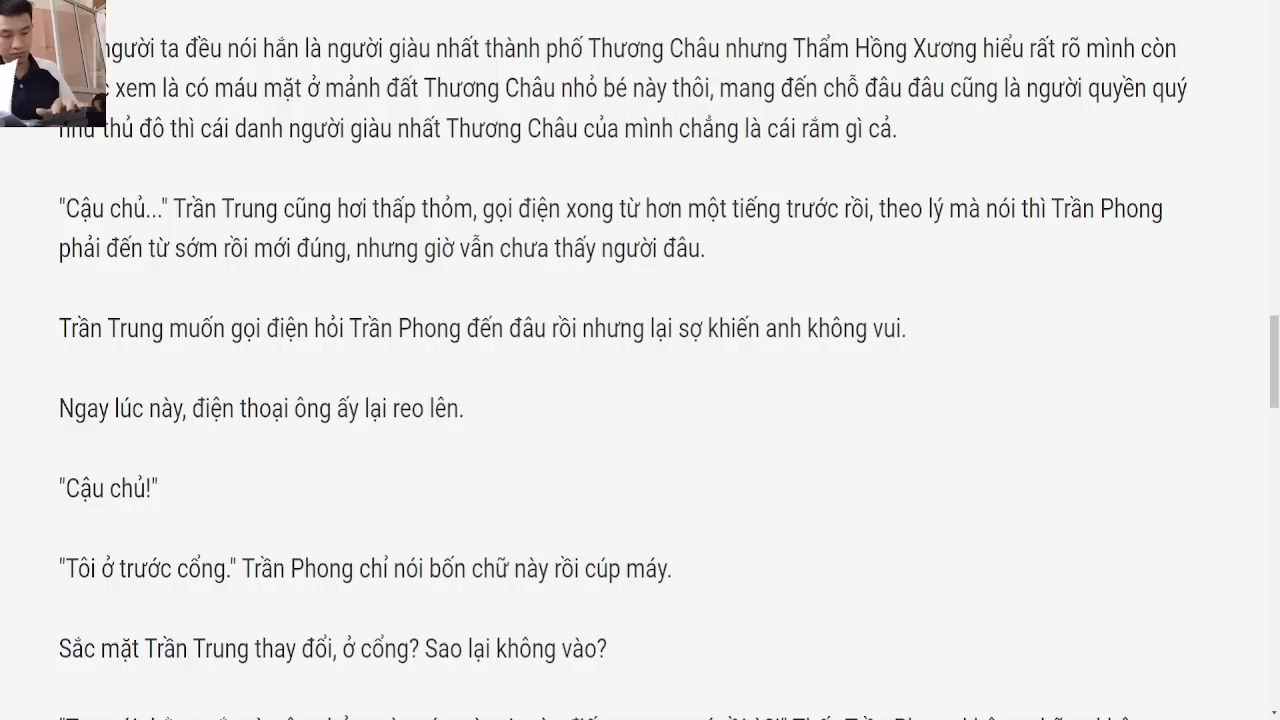 người ta đều nói hắn là người giàu nhất thành phố Thương Châu nhưng Thẩm Hồng Xương hiểu rất rõ mình còn
xem là có máu mặt ở mảnh đất Thương Châu nhỏ bé này thôi, mang đến chỗ đâu đâu cũng là người quyền quý
như thủ đô thì cái danh người giàu nhất Thương Châu của mình chẳng là cái rắm gì cả.
"Cậu chủ..." Trần Trung cũng hơi thấp thỏm, gọi điện xong từ hơn một tiếng trước rồi, theo lý mà nói thì Trần Phong
phải đến từ sớm rồi mới đúng, nhưng giờ vẫn chưa thấy người đâu.
Trần Trung muốn gọi điện hỏi Trần Phong đến đâu rồi nhưng lại sợ khiến anh không vui.
Ngay lúc này, điện thoại ông ấy lại reo lên.
"Cậu chủ!"
"Tôi ở trước cổng." Trần Phong chỉ nói bốn chữ này rồi cúp máy.
Sắc mặt Trần Trung thay đổi, ở cổng? Sao lại không vào?